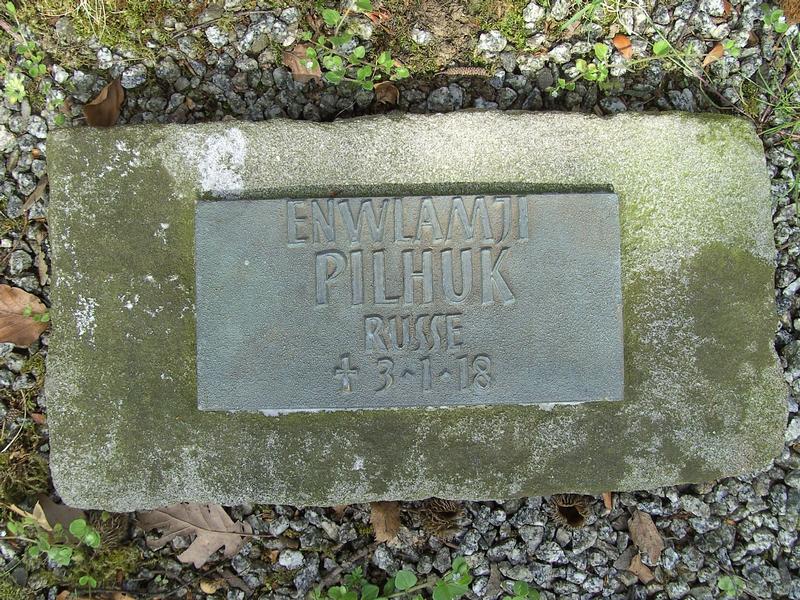 ENWLAMJI
PILHUK
RUSSE
✝ 3·1·18